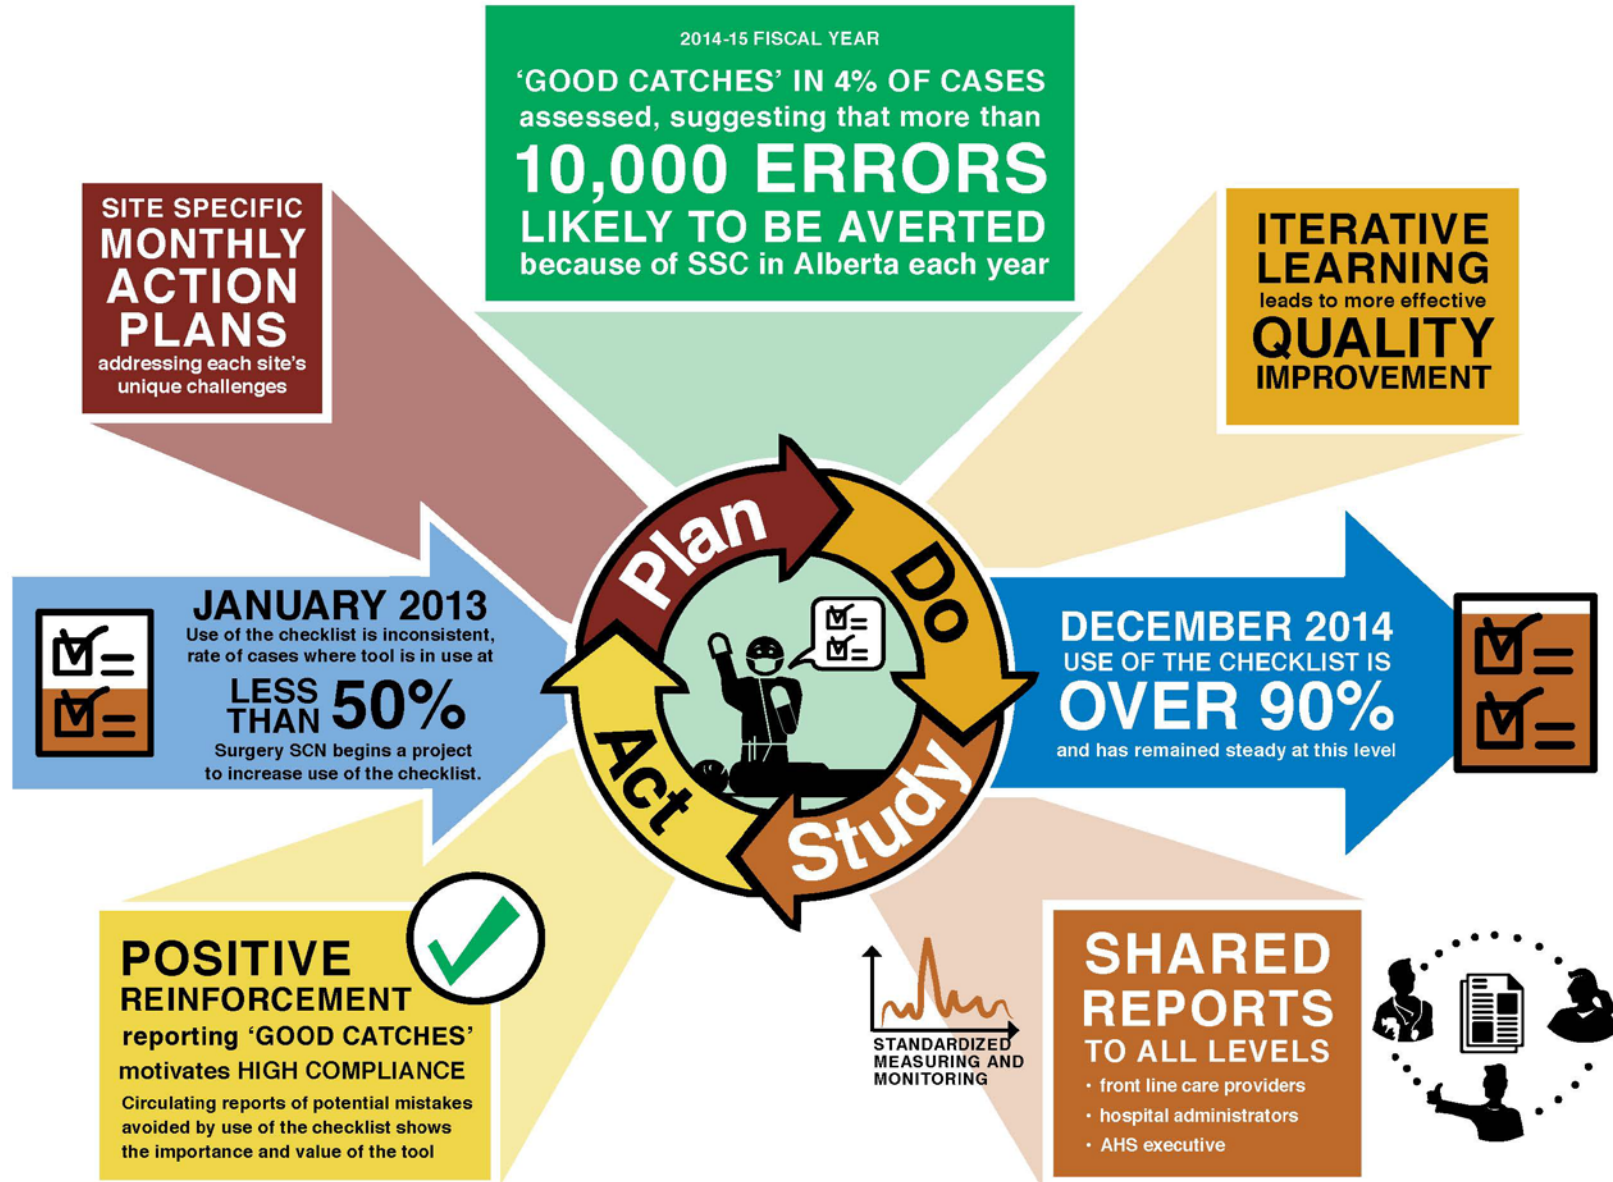 2014-15 FISCAL YEAR
‘GOOD CATCHES’ IN 4% OF CASES
assessed, suggesting that more than
10,000 ERRORS
LIKELY TO BE AVERTED
because of SSC in Alberta each year
SITE SPECIFIC
MONTHLY
ACTION
PLANS
addressing each site's
unique challenges
ITERATIVE
LEARNING
leads to more effective
QUALITY
IMPROVEMENT
JANUARY 2013
Use of the checklist is inconsistent,
rate of cases where tool is in use at
LESS
THAN 50%
Surgery SCN begins a project
to increase use of the checklist.
Plan
Do
Study
Act
DECEMBER 2014
USE OF THE CHECKLIST IS
OVER 90%
and has remained steady at this level
POSITIVE
REINFORCEMENT
reporting ‘GOOD CATCHES’
motivates HIGH COMPLIANCE
Circulating reports of potential mistakes
avoided by use of the checklist shows
the importance and value of the tool
STANDARDIZED
MEASURING AND
MONITORING
SHARED
REPORTS
TO ALL LEVELS
• front line care providers
• hospital administrators
• AHS executive